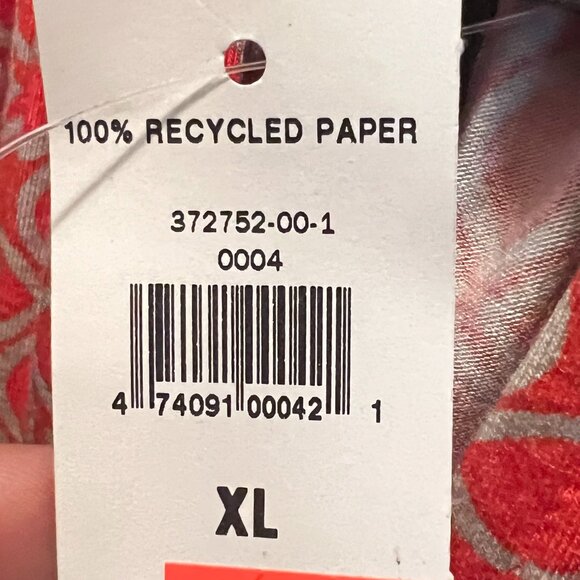 100% RECYCLED PAPER
372752-00-1
0004
4 74091 00042 1
XL